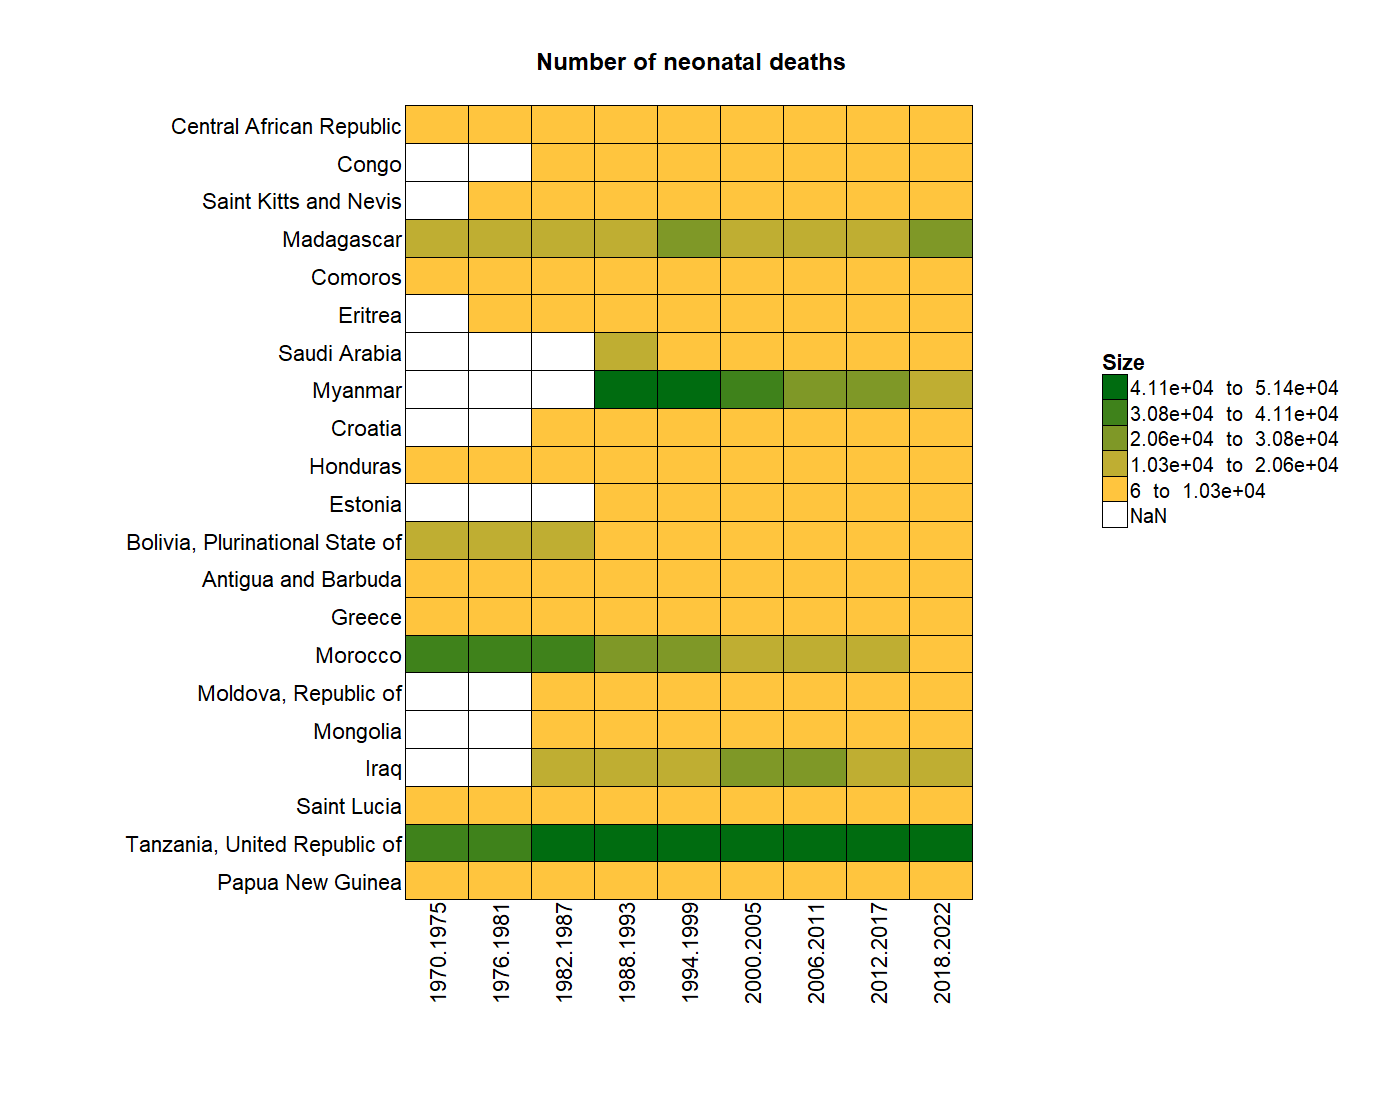 Number of neonatal deaths
Central African Republic
Congo
Saint Kitts and Nevis
Madagascar
Comoros
Eritrea
Saudi Arabia
Myanmar
Croatia
Honduras
Estonia
Bolivia, Plurinational State of
Antigua and Barbuda
Greece
Morocco
Moldova, Republic of
Mongolia
Iraq
Saint Lucia
Tanzania, United Republic of
Papua New Guinea
1970.1975
1976.1981
1982.1987
1988.1993
1994.1999
2000.2005
2006.2011
2012.2017
2018.2022
Size
4.11e+04 to 5.14e+04
3.08e+04 to 4.11e+04
2.06e+04 to 3.08e+04
1.03e+04 to 2.06e+04
6 to 1.03e+04
NaN